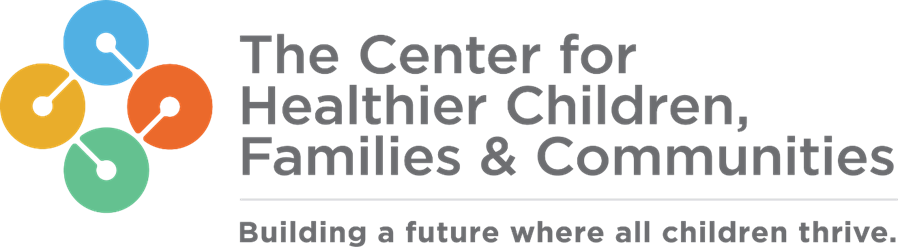 The Center for
Healthier Children,
Families & Communities
Building a future where all children thrive.